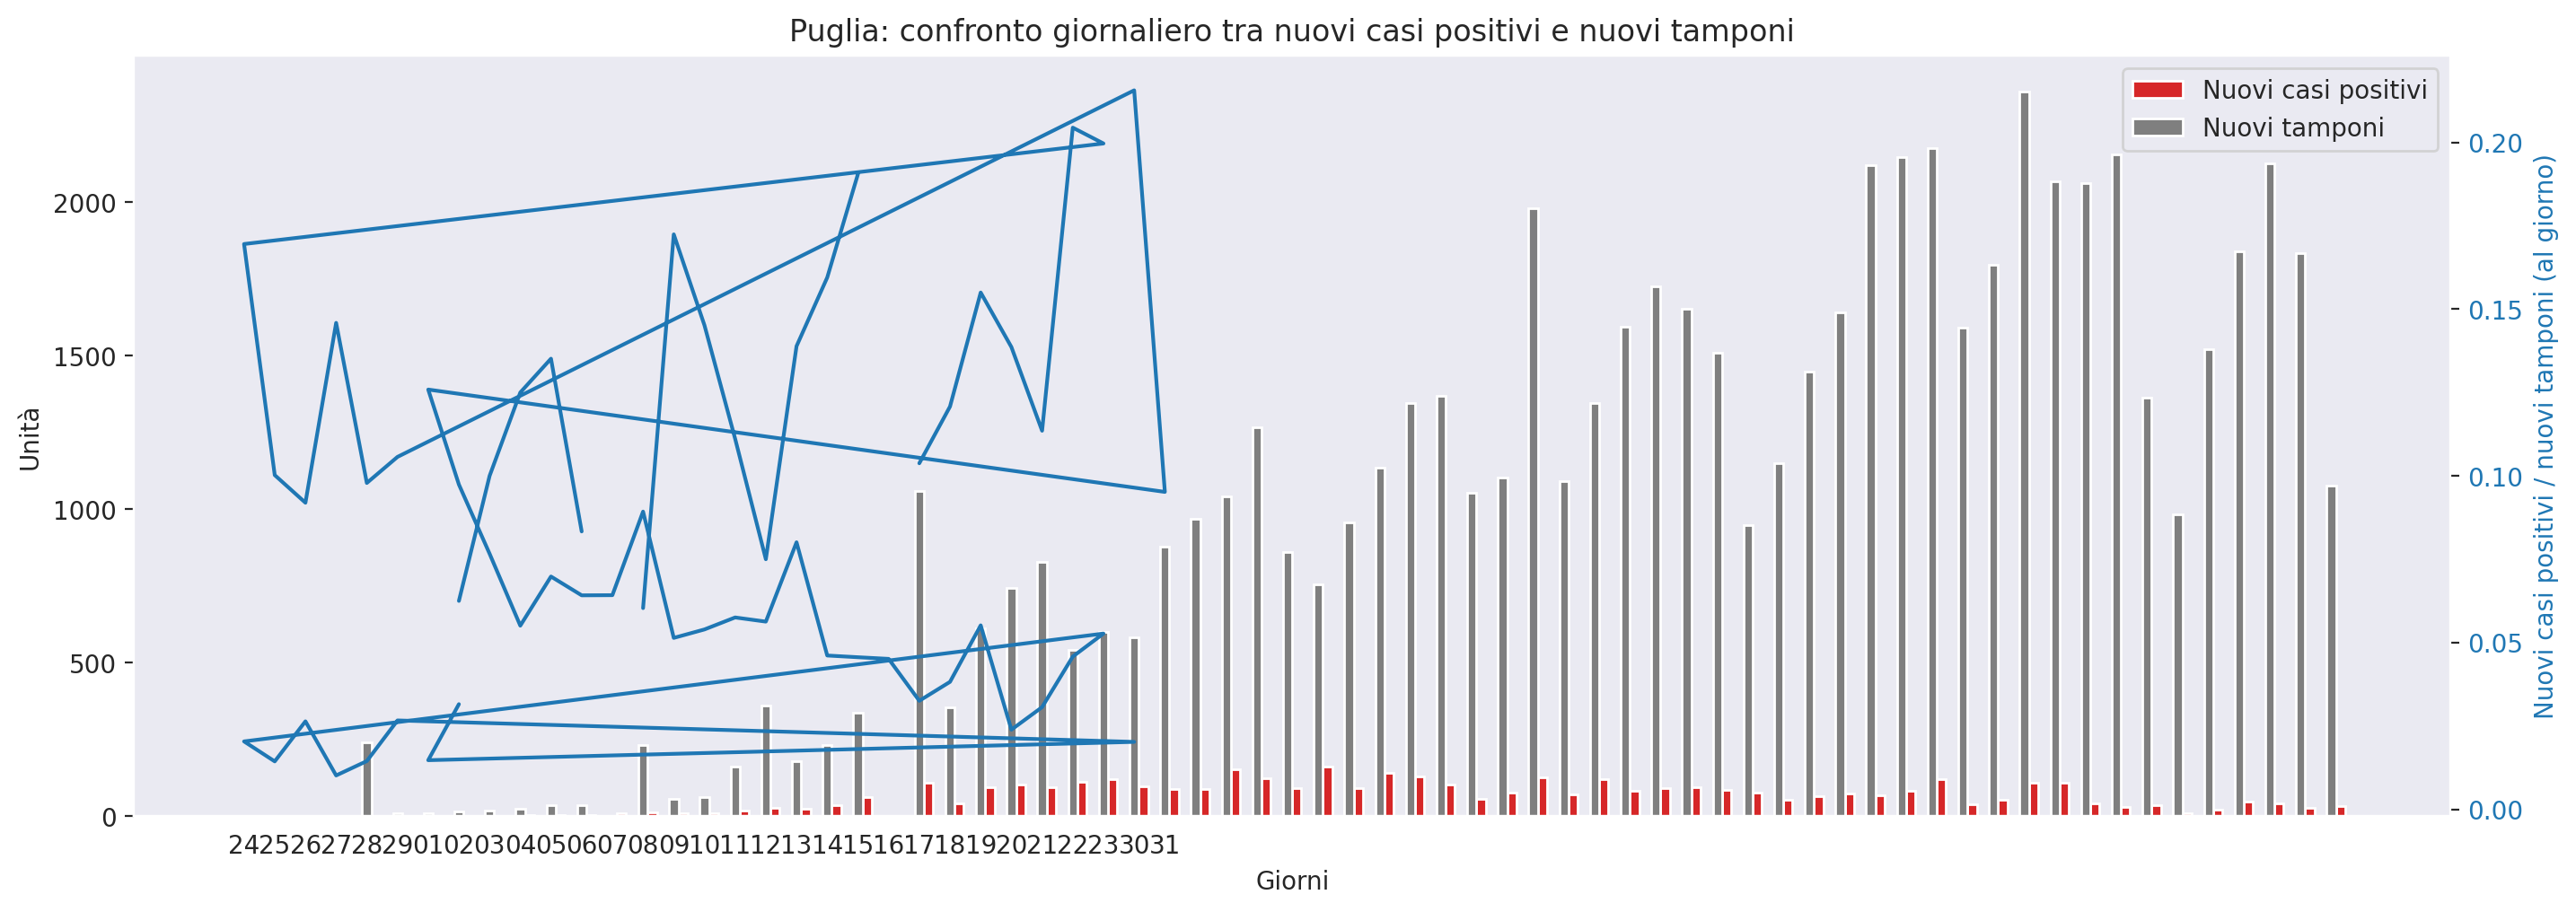 Puglia: confronto giornaliero tra nuovi casi positivi e nuovi tamponi
Nuovi casi positivi
Nuovi tamponi
Unità
2000
1500
1000
500
0
0.20
0.15
0.10
0.05
0.00
Nuovi casi positivi / nuovi tamponi (al giorno)
24252627282901020304050607080910111213141516171819202122233031
Giorni